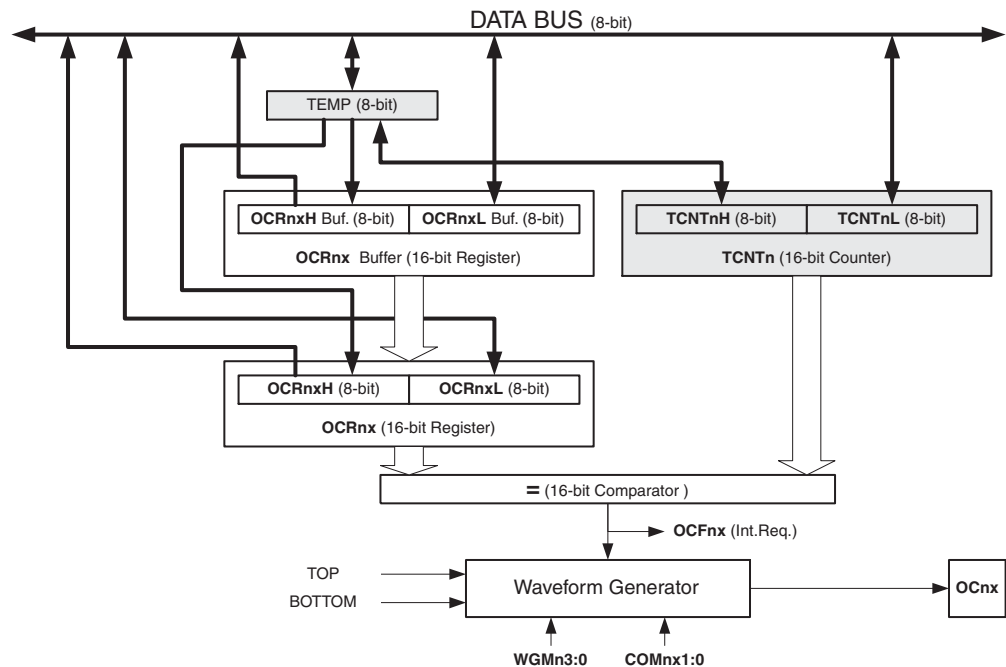 DATA BUS (8-bit)
TEMP (8-bit)
OCRnxH Buf. (8-bit) OCRnxL Buf. (8-bit)
OCRnx Buffer (16-bit Register)
TCNTnH (8-bit) TCNTnL (8-bit)
TCNTn (16-bit Counter)
OCRnxH (8-bit) OCRnxL (8-bit)
OCRnx (16-bit Register)
= (16-bit Comparator )
OCFnx (Int.Req.)
TOP
BOTTOM
Waveform Generator
OCnx
WGMn3:0 COMnx1:0